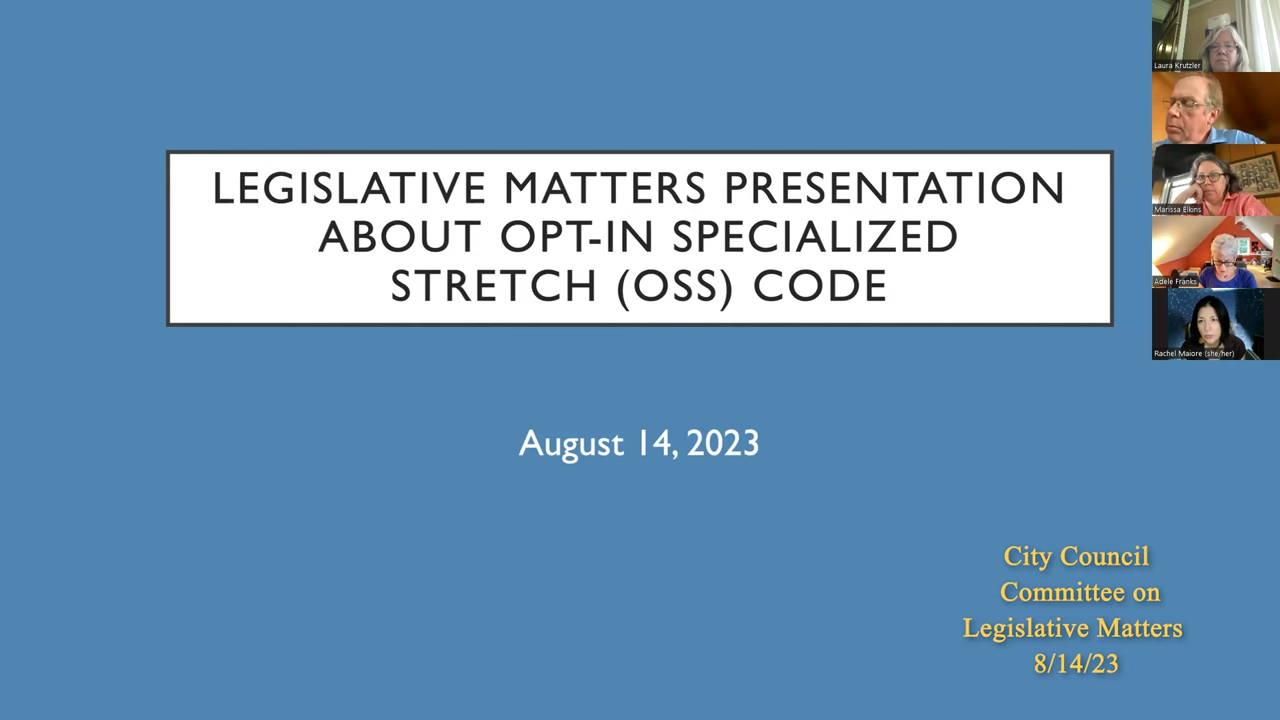 LEGISLATIVE MATTERS PRESENTATION
ABOUT OPT-IN SPECIALIZED
STRETCH (OSS) CODE
August 14, 2023
City Council
Committee on
Legislative Matters
8/14/23
Laura Krutzler
Marissa Elkins
Adele Franks
Rachel Maiore (she/her)